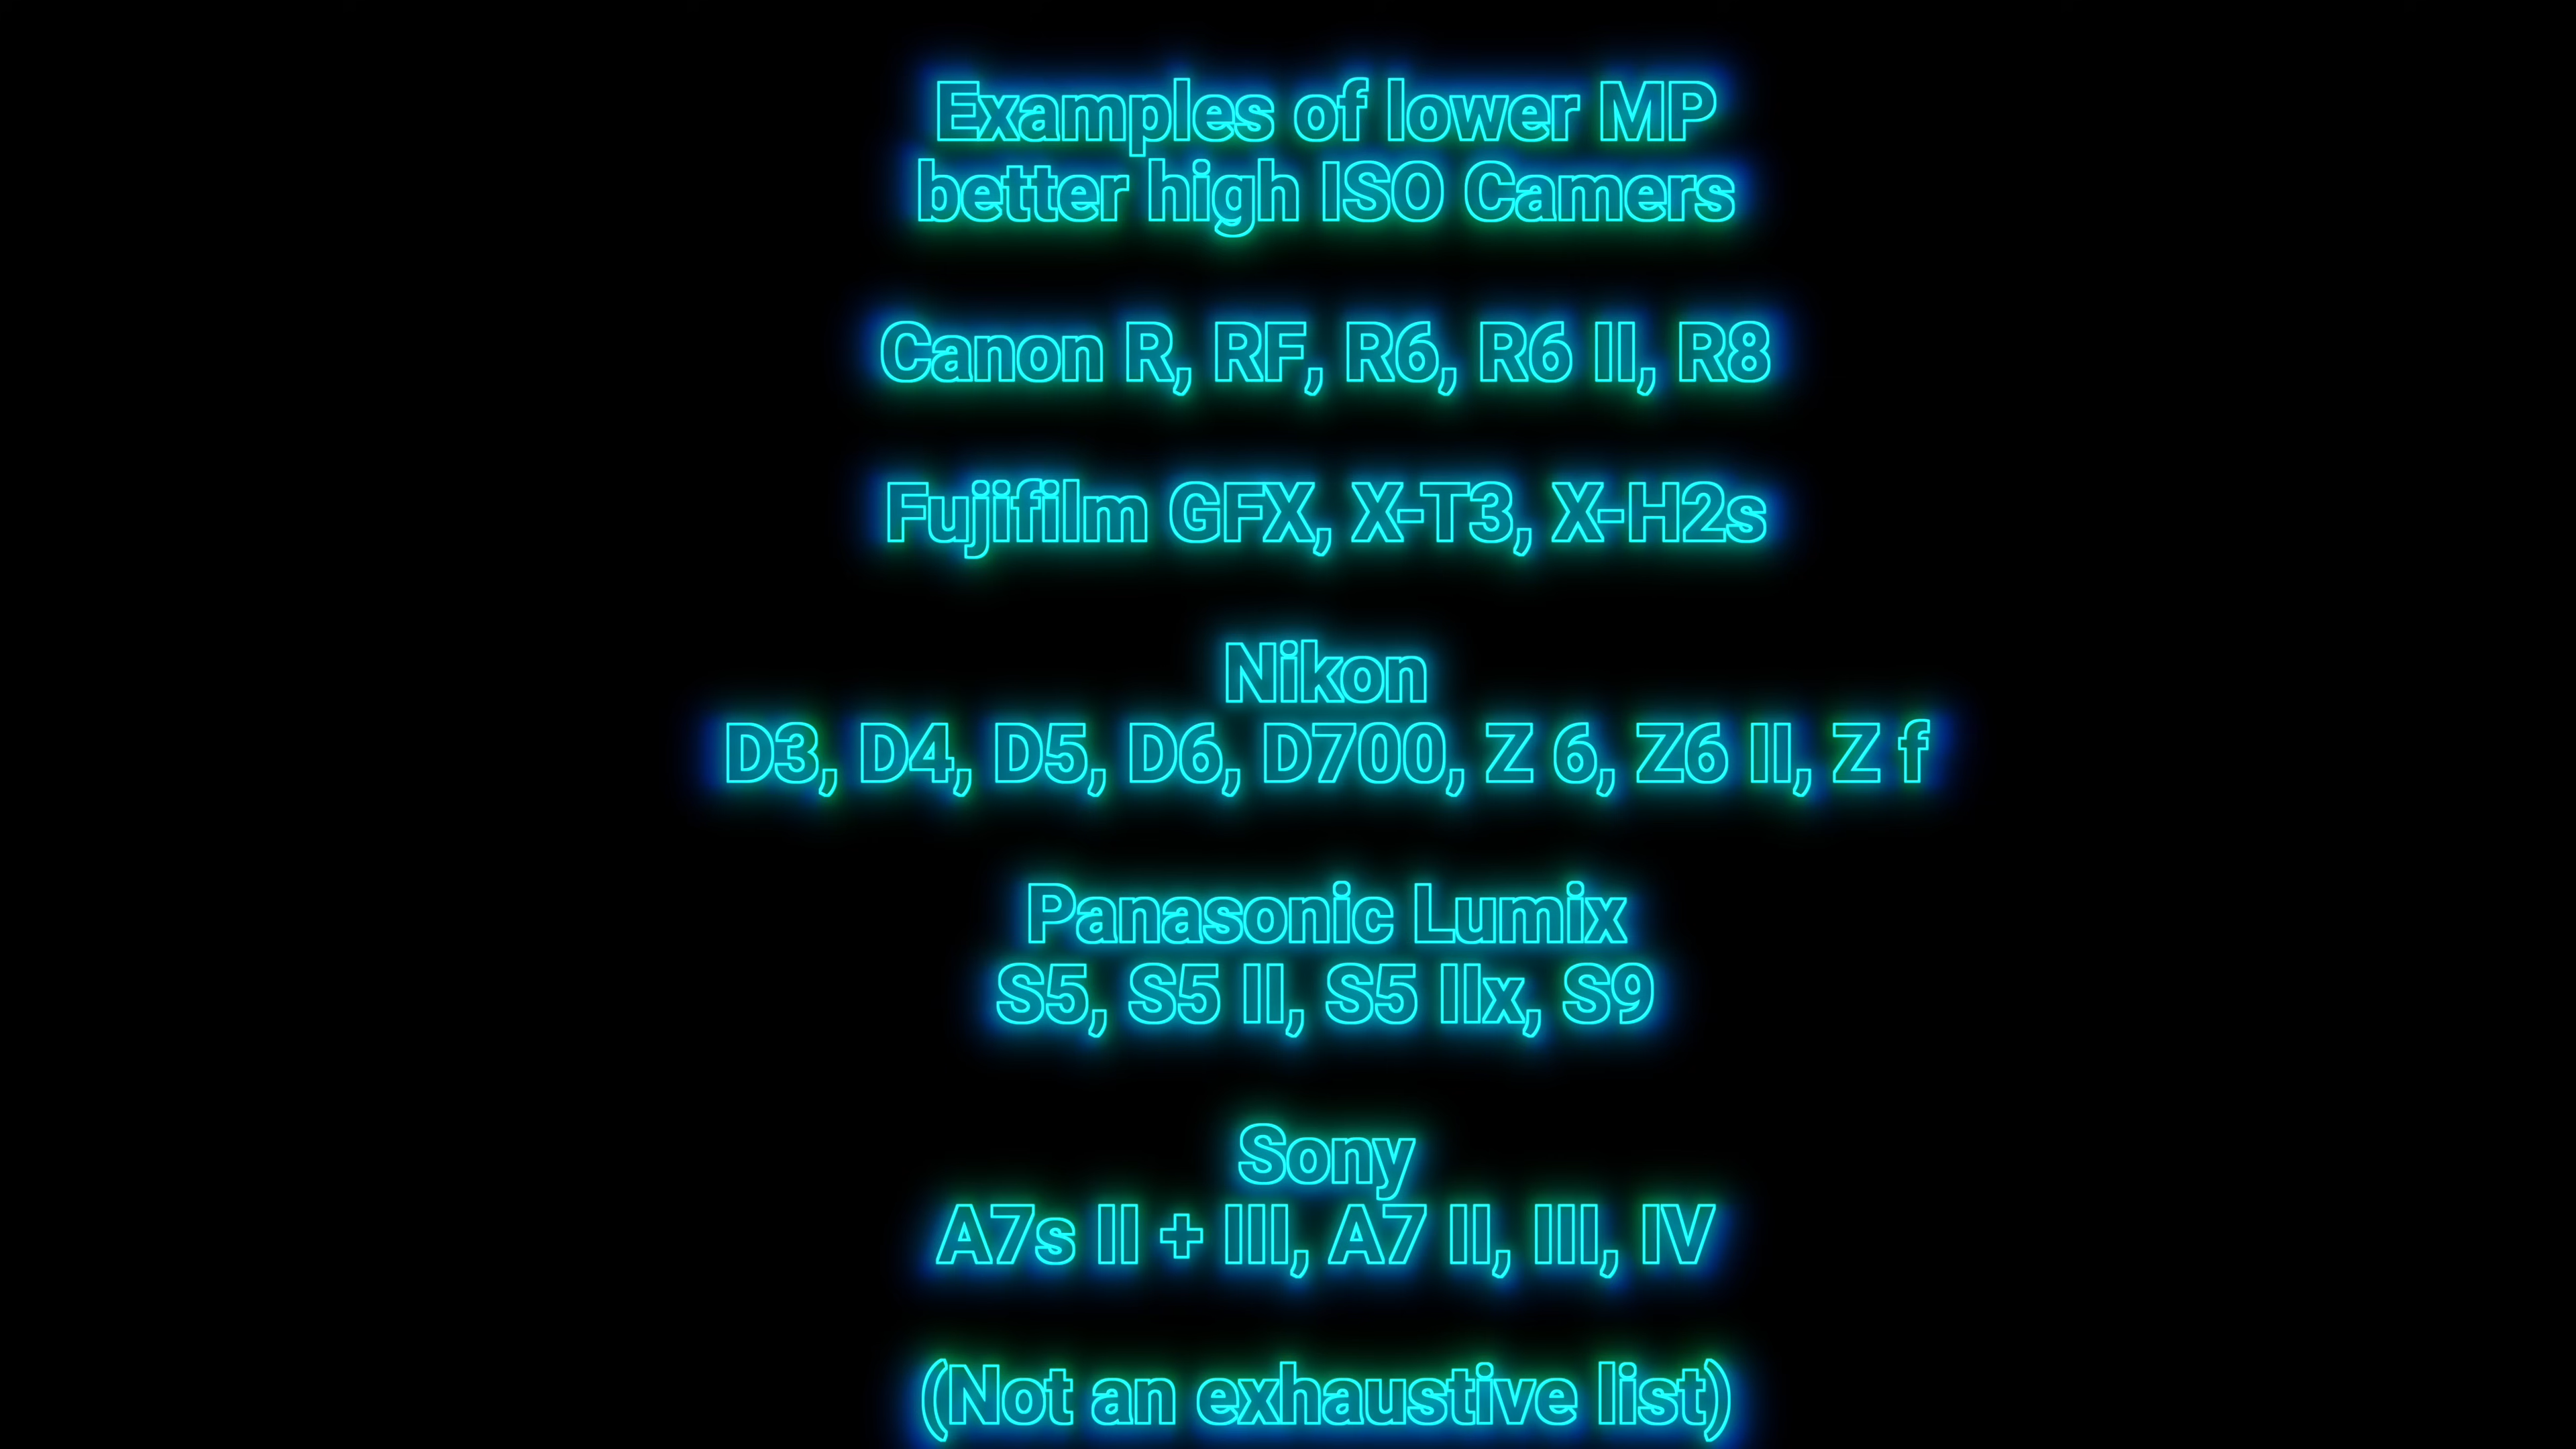 Examples of lower MP
better high ISO Camers
Canon R, RF, R6, R6 II, R8
Fujifilm GFX, X-T3, X-H2s
Nikon
D3, D4, D5, D6, D700, Z 6, Z6 II, Z f
Panasonic Lumix
S5, S5 II, S5 IIx, S9
Sony
A7s II + III, A7 II, III, IV
(Not an exhaustive list)